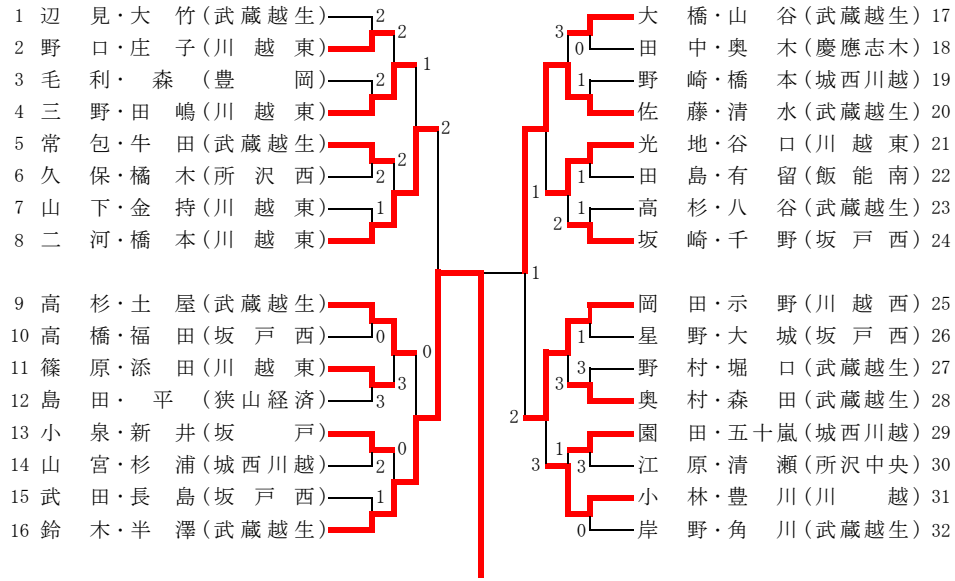 1 辺見・大竹(武蔵越生)
2 野口・庄子(川越東)
3 毛利・森(豊岡)
4 三野・田嶋(川越東)
5 常包・牛田(武蔵越生)
6 久保・橘木(所沢西)
7 山下・金持(川越東)
8 二河・橋本(川越東)
9 高杉・土屋(武蔵越生)
10 高橋・福田(坂戸西)
11 篠原・添田(川越東)
12 島田・平(狭山経済)
13 小泉・新井(坂戸)
14 山宮・杉浦(城西川越)
15 武田・長島(坂戸西)
16 鈴木・半澤(武蔵越生)
2
2
2
1
2
2
2
1
0
3
3
0
2
0
1
大橋・山谷(武蔵越生) 17
田中・奥木(慶應志木) 18
野崎・橋本(城西川越) 19
佐藤・清水(武蔵越生) 20
光地・谷口(川越東) 21
田島・有留(飯能南) 22
高杉・八谷(武蔵越生) 23
坂崎・千野(坂戸西) 24
岡田・示野(川越西) 25
星野・大城(坂戸西) 26
野村・堀口(武蔵越生) 27
奥村・森田(武蔵越生) 28
園田・五十嵐(城西川越) 29
江原・清瀬(所沢中央) 30
小林・豊川(川越) 31
岸野・角川(武蔵越生) 32
3
0
1
1
1
1
2
1
1
3
3
2
1
3
3
0